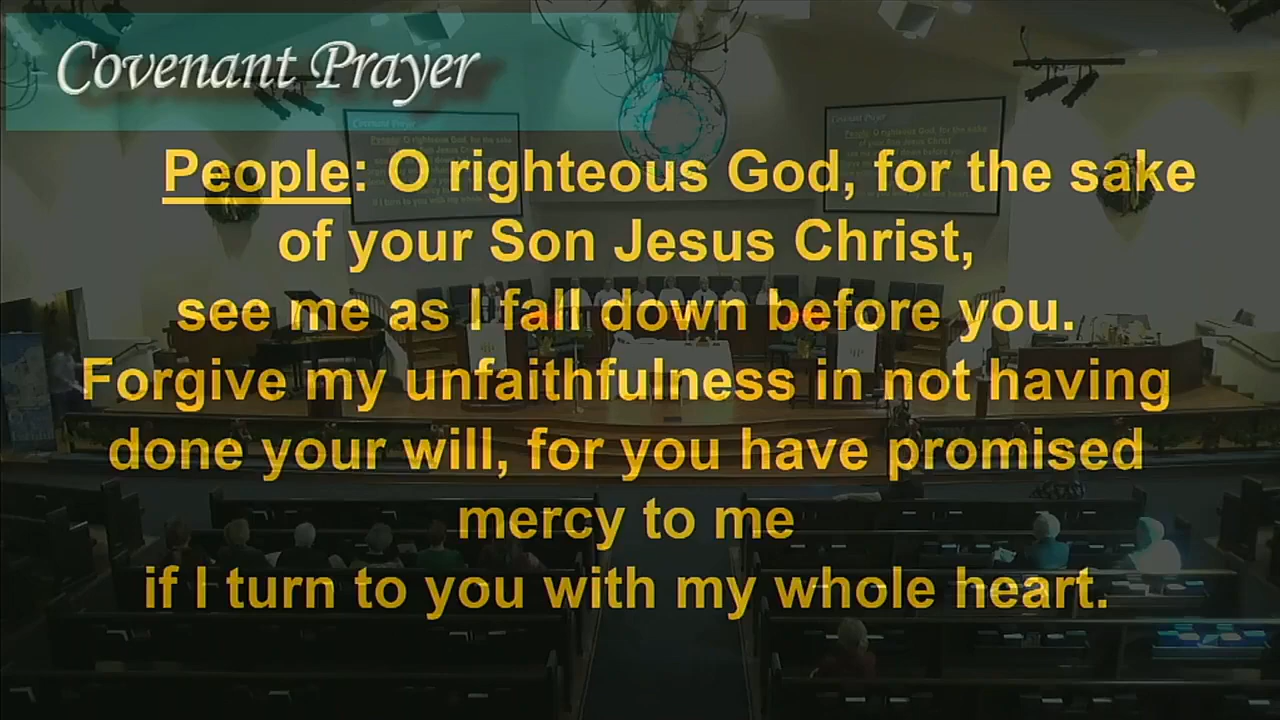 Covenant Prayer
People: O righteous God, for the sake
of your Son Jesus Christ,
see me as I fall down before you.
Forgive my unfaithfulness in not having
done your will, for you have promised
mercy to me
if I turn to you with my whole heart.